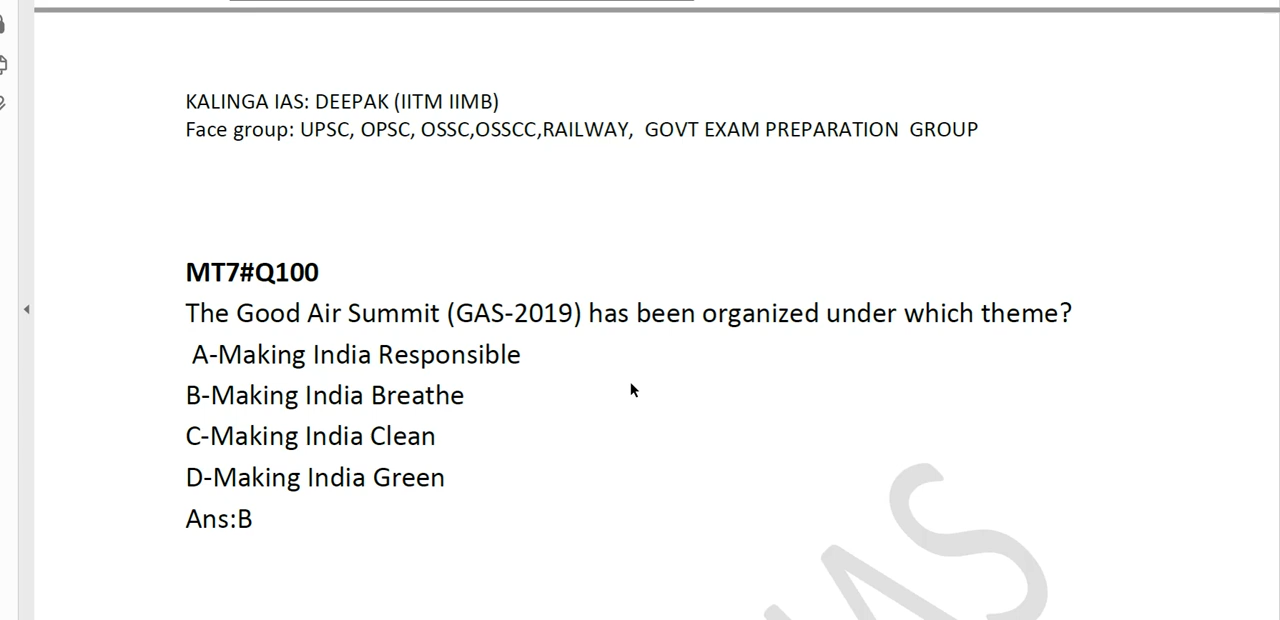 KALINGA IAS: DEEPAK (IITM IIMB)
Face group: UPSC, OPSC, OSSC,OSSCC,RAILWAY,  GOVT EXAM PREPARATION  GROUP
MT7#Q100
The Good Air Summit (GAS-2019) has been organized under which theme?
A-Making India Responsible
B-Making India Breathe
C-Making India Clean
D-Making India Green
Ans:B